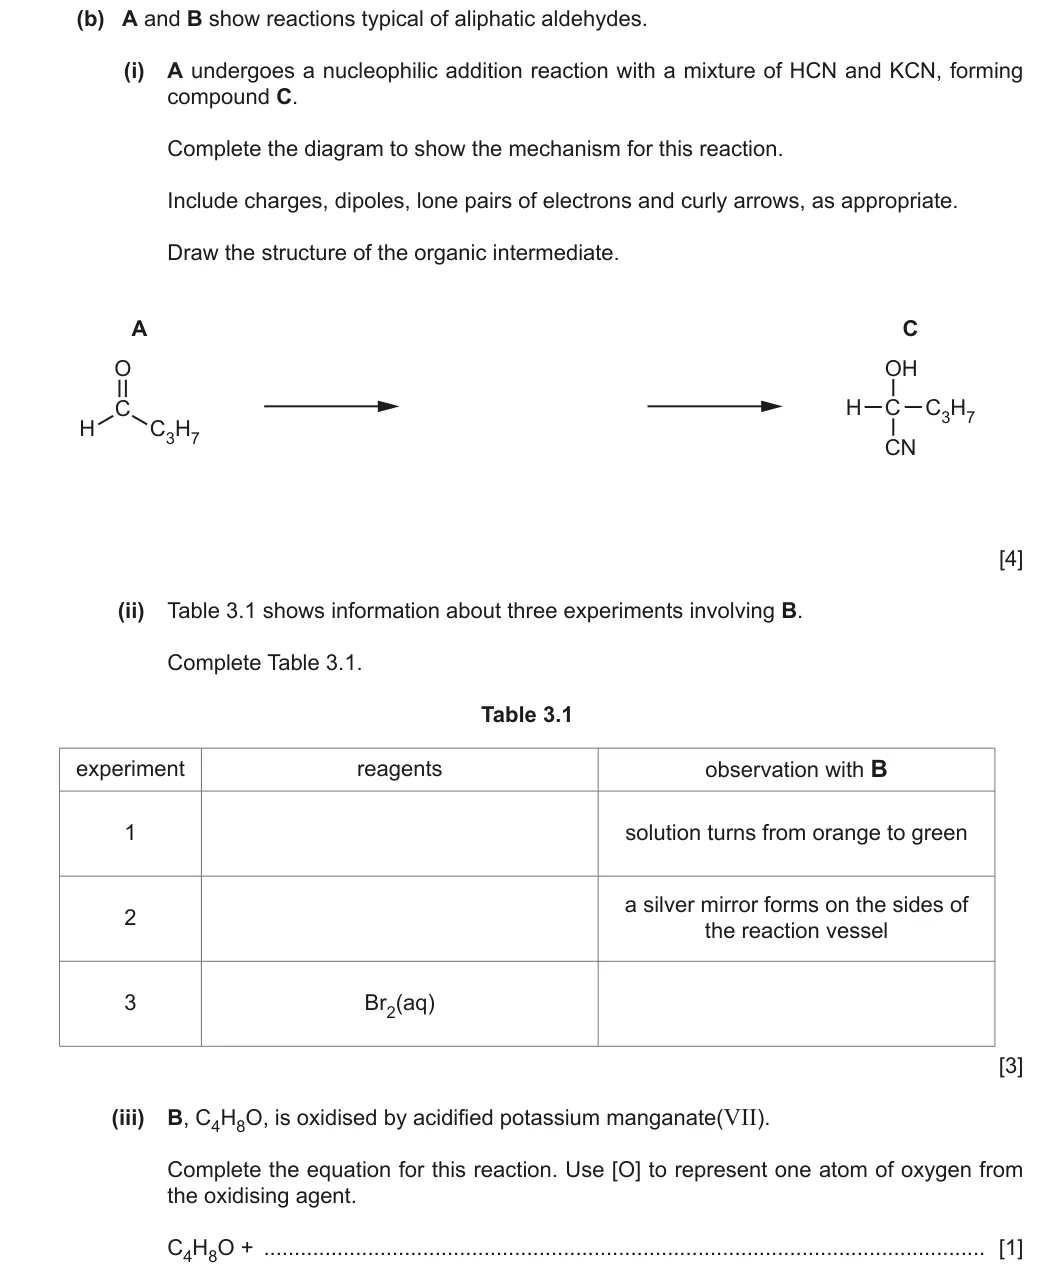 (b) A and B show reactions typical of aliphatic aldehydes.
(i) A undergoes a nucleophilic addition reaction with a mixture of HCN and KCN, forming
compound C.
Complete the diagram to show the mechanism for this reaction.
Include charges, dipoles, lone pairs of electrons and curly arrows, as appropriate.
Draw the structure of the organic intermediate.
A
O
C
H C₃H₇
C
OH
H–C–C₃H₇
CN
[4]
(ii) Table 3.1 shows information about three experiments involving B.
Complete Table 3.1.
Table 3.1
experiment reagents observation with B
1 solution turns from orange to green
2 a silver mirror forms on the sides of
the reaction vessel
3 Br₂(aq)
[3]
(iii) B, C₄H₈O, is oxidised by acidified potassium manganate(VII).
Complete the equation for this reaction. Use [O] to represent one atom of oxygen from
the oxidising agent.
C₄H₈O + ........................................................................................................................ [1]